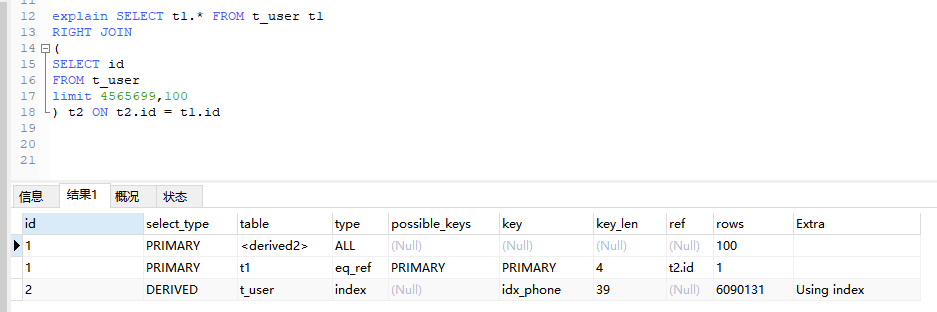 11
12 explain SELECT t1.* FROM t_user t1
13 RIGHT JOIN
14 (
15 SELECT id
16 FROM t_user
17 limit 4565699,100
18 ) t2 ON t2.id = t1.id
19
20
21
信息 结果1 概况 状态
id select_type table type possible_keys key key_len ref rows Extra
1 PRIMARY <derived2> ALL (Null) (Null) (Null) (Null) 100
1 PRIMARY t1 eq_ref PRIMARY PRIMARY 4 t2.id 1
2 DERIVED t_user index (Null) idx_phone 39 (Null) 6090131 Using index